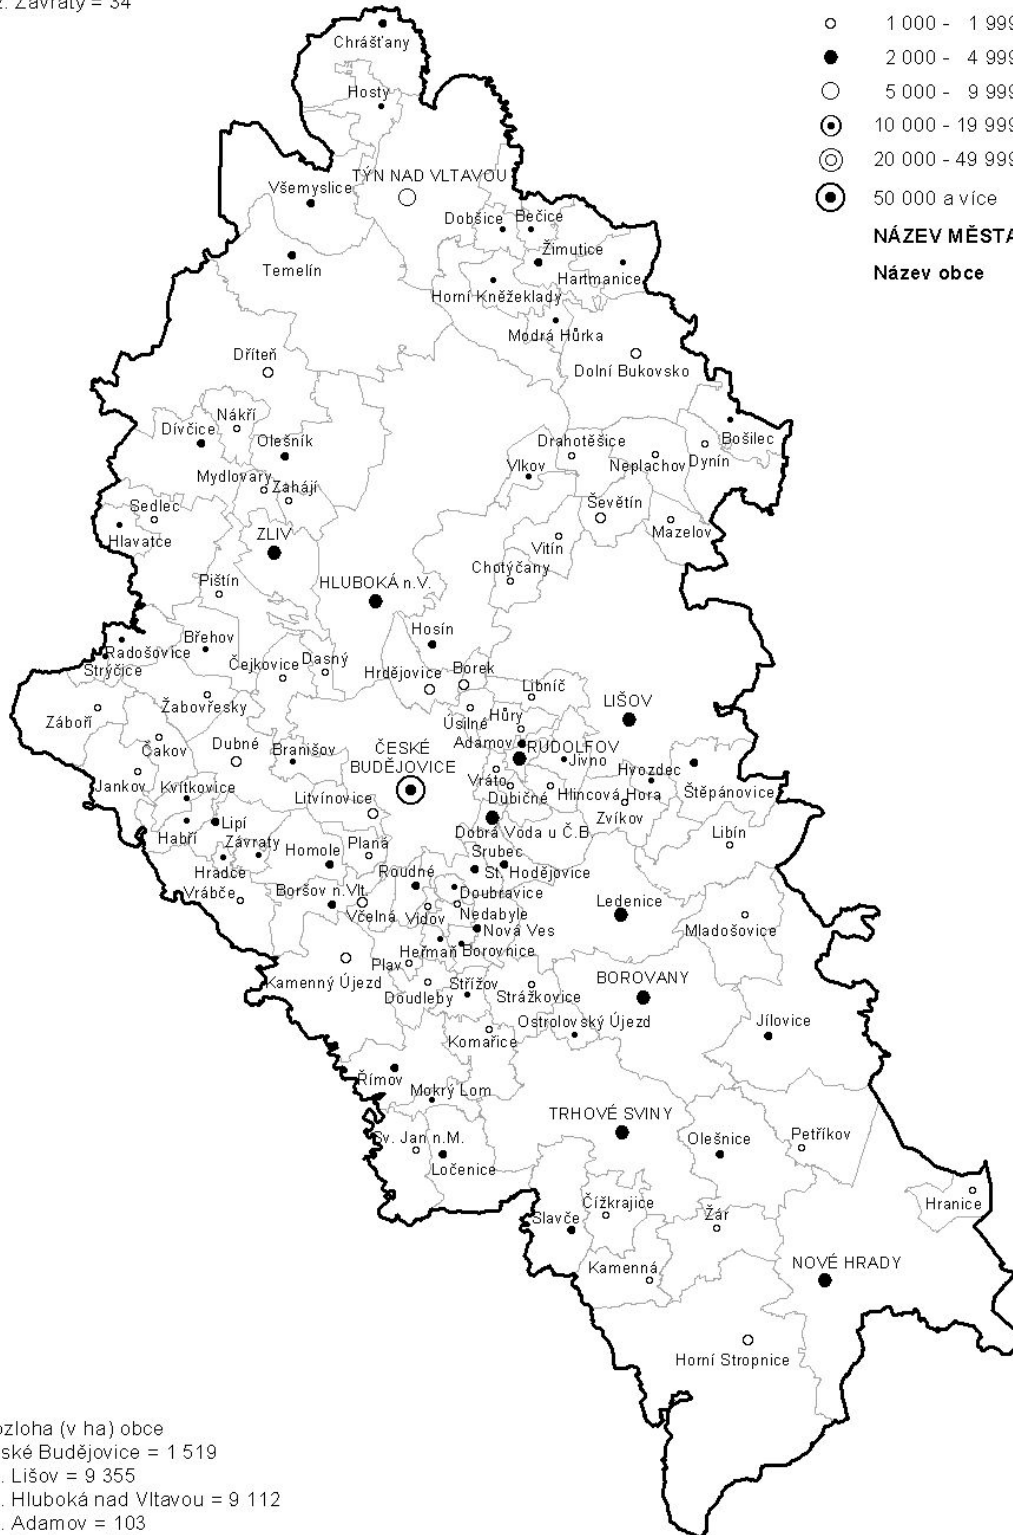 ž. Závraty = 34
1 000 - 1 999
2 000 - 4 999
5 000 - 9 999
10 000 - 19 999
20 000 - 49 999
50 000 a více
NÁZEV MĚSTA
Název obce
Chrášťany
Hosty
TÝN NAD VLTAVOU
Všemyslice
Dobšice
Bečice
Temelín
Žimutice
Hartmanice
Horní Kněžeklady
Modrá Hůrka
Dříteň
Dolní Bukovsko
Nákří
Dívčice
Olešník
Drahotěšice
Bošilec
Vlkov
Neplachov
Dynín
Mydlovary
Zahájí
Sedlec
Ševětín
Hlavatce
ZLIV
Vitín
Mazelov
Chotýčany
Pištín
HLUBOKÁ n.V.
Hosín
Břehov
Radošovice
Strýčice
Čejkovice
Dasný
Hrdějovice
Borek
Libníč
Záboří
Žabovřesky
Úsilné
Hůry
LIŠOV
Čakov
Dubné
Branišov
ČESKÉ
BUDĚJOVICE
Adamov
RUDOLFOV
Jivno
Hvozdec
Jankov
Kvítkovice
Litvínovice
Vráto
Dubičné
Hlincová Hora
Štěpánovice
Zvíkov
Habří
Lipí
Dobrá Voda u Č.B.
Libín
Závraty
Homole
Planá
Srubec
Hradce
Roudné
St. Hodějovice
Vrábče
Boršov n.Vlt.
Doubravice
Ledenice
Včelná
Vidov
Nedabyle
Nová Ves
Mladošovice
Heřmaň
Borovnice
Plav
Kamenný Újezd
Doudleby
Střížov
Strážkovice
BOROVANY
Ostrolovský Újezd
Jílovice
Komařice
Římov
Mokrý Lom
TRHOVÉ SVINY
Sv. Jan n.M.
Olešnice
Petříkov
Ločenice
Hranice
Čížkrajice
Slavče
Žár
Kamenná
NOVÉ HRADY
Horní Stropnice
ozloha (v ha) obce
ské Budějovice = 1 519
. Lišov = 9 355
. Hluboká nad Vltavou = 9 112
. Adamov = 103